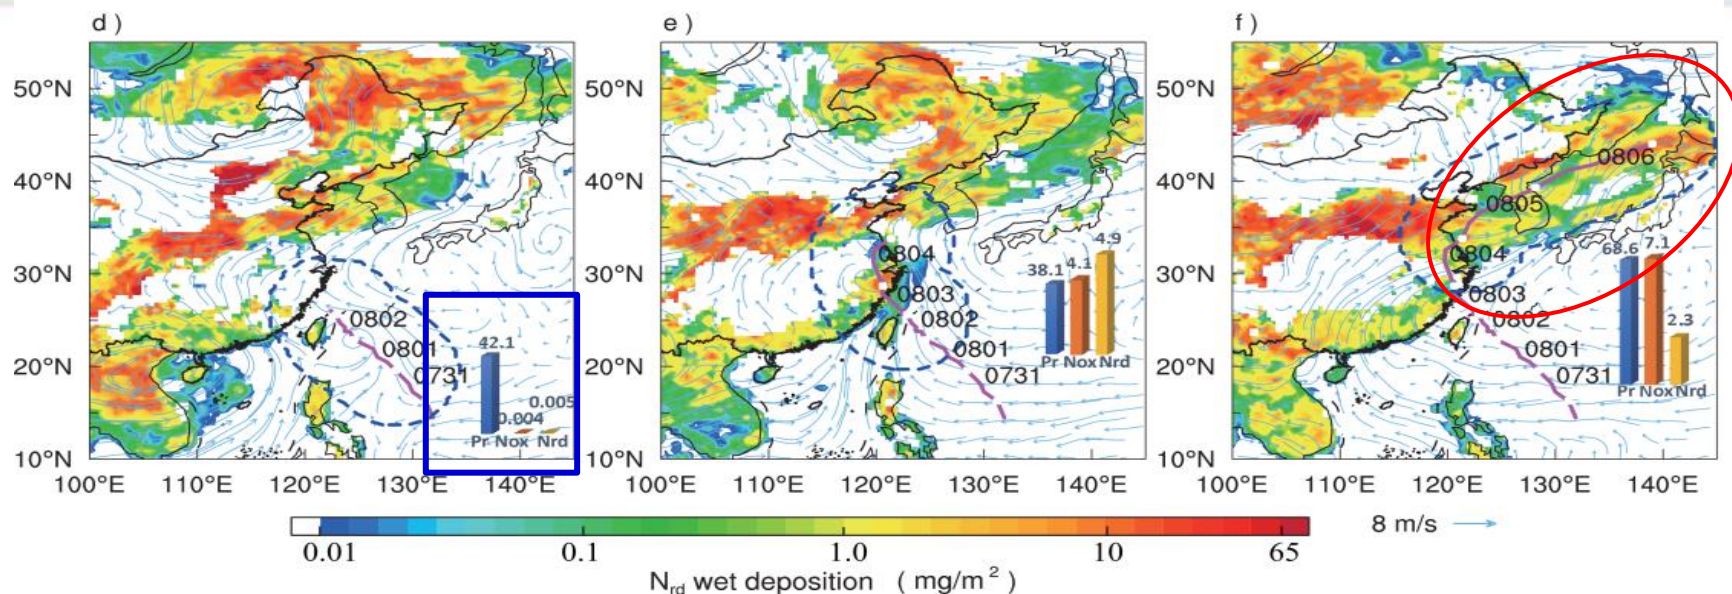 d )
50°N
40°N
30°N
20°N
10°N
100°E 110°E 120°E 130°E 140°E
0802
0801
0731
42.1
0.004
0.005
Pr Nox Nrd
e )
50°N
40°N
30°N
20°N
10°N
100°E 110°E 120°E 130°E 140°E
0804
0803
0802
0801
0731
38.1 4.1 4.9
Pr Nox Nrd
f )
50°N
40°N
30°N
20°N
10°N
100°E 110°E 120°E 130°E 140°E
0806
0805
0804
0803
0802
0801
0731
68.6 7.1 2.3
Pr Nox Nrd
0.01 0.1 1.0 10 65
8 m/s
Nrd wet deposition ( mg/m² )